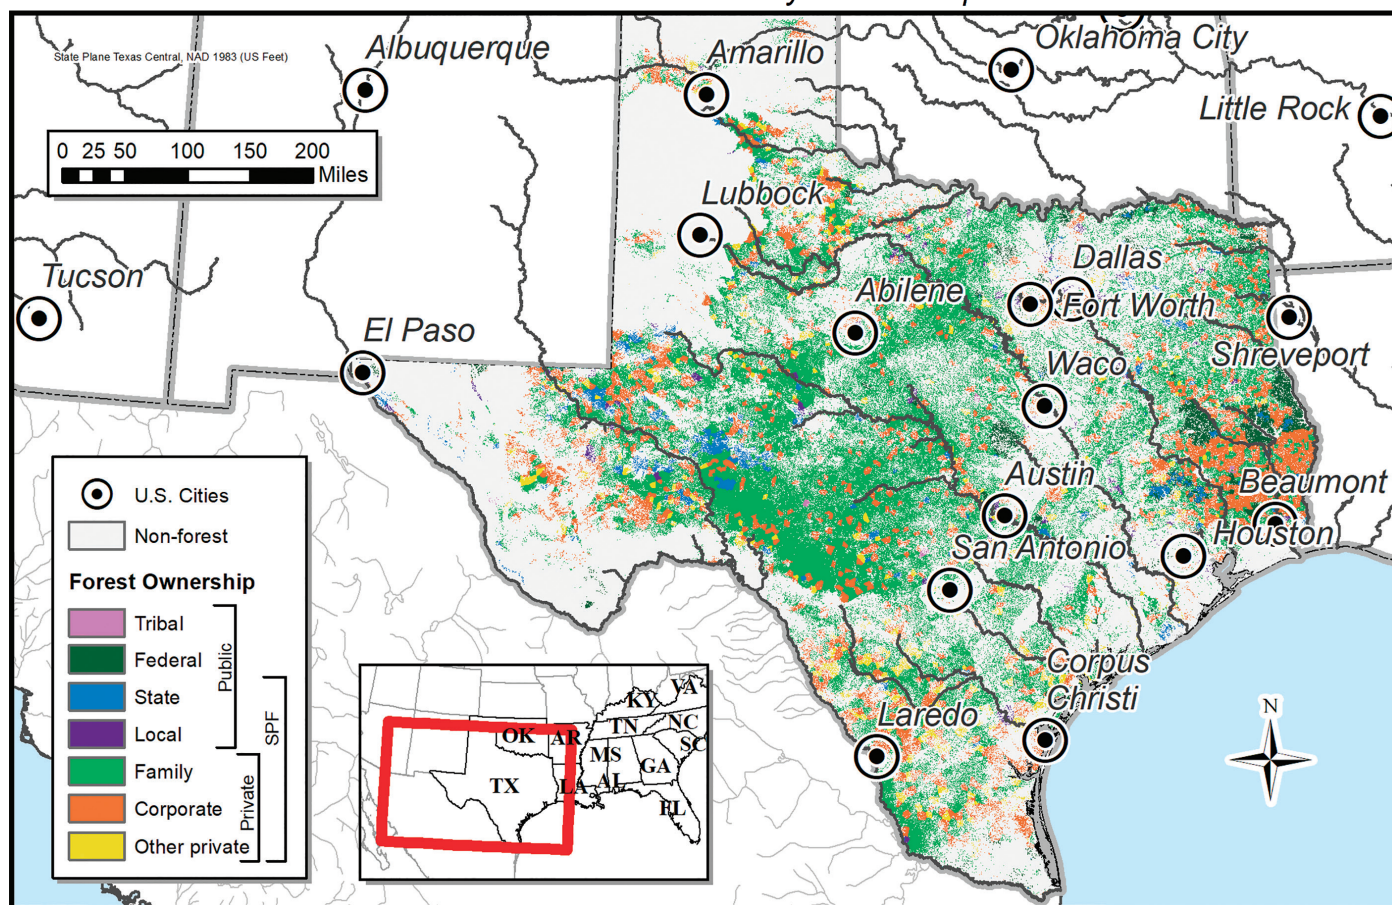 Albuquerque
Amarillo
Oklahoma City
State Plane Texas Central, NAD 1983 (US Feet)
Little Rock
0 25 50 100 150 200
Miles
Lubbock
Tucson
Dallas
Abilene
Fort Worth
El Paso
Shreveport
Waco
Austin
Beaumont
Houston
San Antonio
Corpus
Christi
Laredo
U.S. Cities
Non-forest
Forest Ownership
Tribal
Federal
State
Local
Family
Corporate
Other private
Public
Private
SPF
VA
KY
NC
TN
SC
OK
AR
MS
GA
AL
TX
LA
FL
N